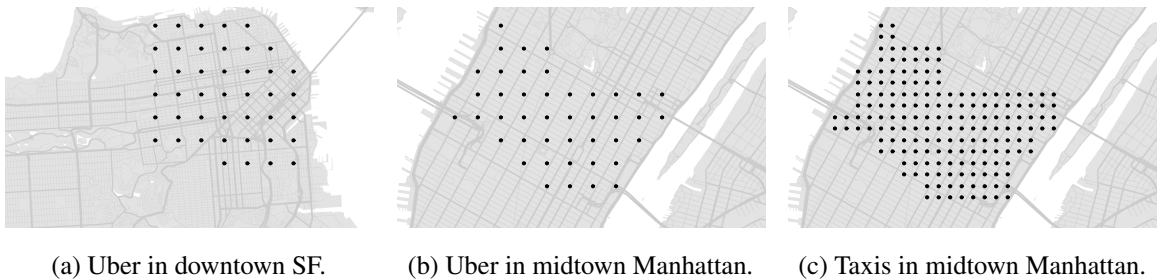 (a) Uber in downtown SF.
(b) Uber in midtown Manhattan.
(c) Taxis in midtown Manhattan.